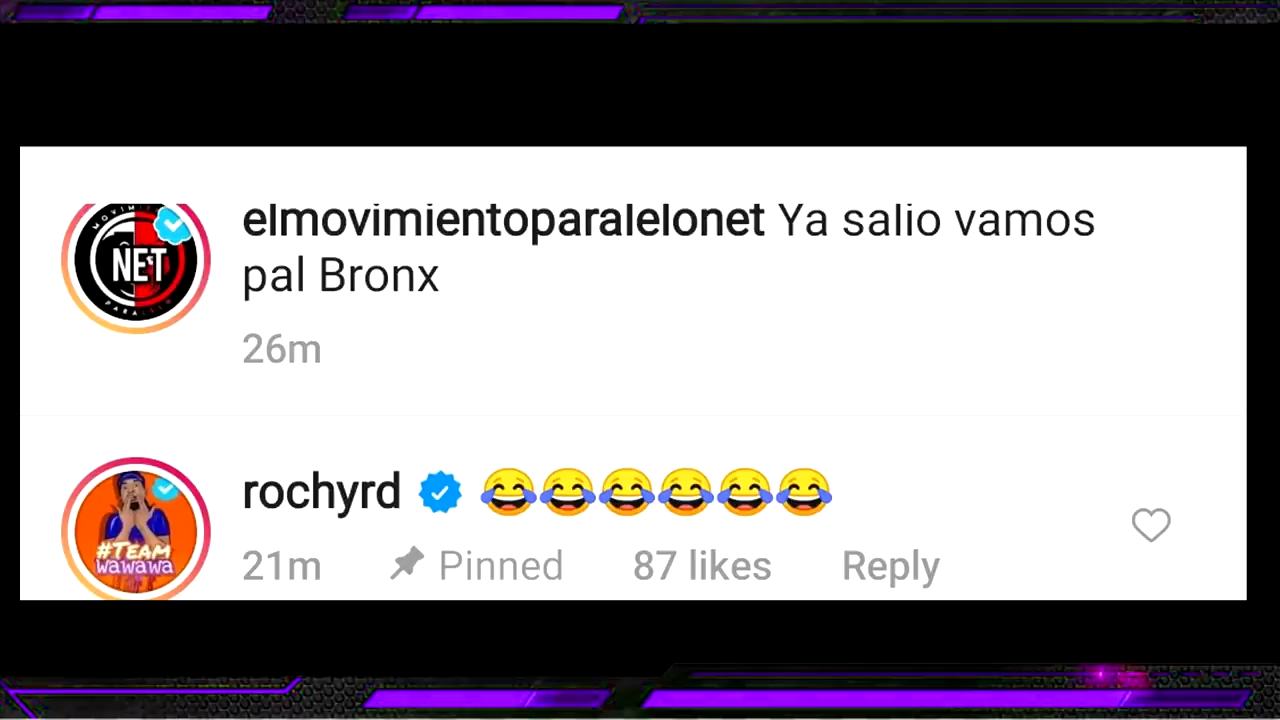 elmovimientoparalelonet Ya salio vamos
pal Bronx
26m
NET
rochyrd 😂😂😂😂😂😂
21m Pinned 87 likes Reply
#TEAM
wawawa